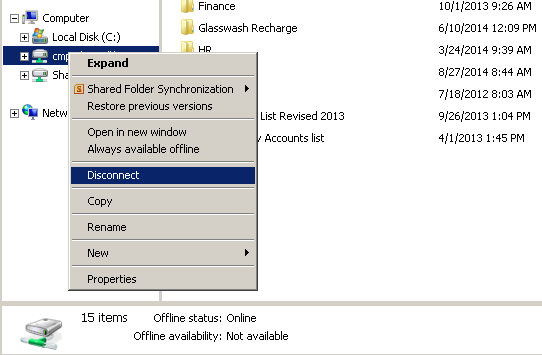 Computer
Local Disk (C:)
Expand
Shared Folder Synchronization
Restore previous versions
Open in new window
Always available offline
Disconnect
Copy
Rename
New
Properties
Finance 10/1/2013 9:26 AM
Glasswash Recharge 6/10/2014 12:09 PM
HR 3/24/2014 9:39 AM
8/27/2014 8:44 AM
7/18/2012 8:03 AM
List Revised 2013 9/26/2013 1:04 PM
Accounts list 4/1/2013 1:45 PM
15 items Offline status: Online
Offline availability: Not available